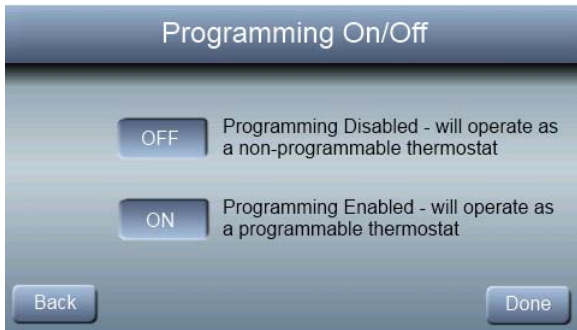 Programming On/Off
OFF
Programming Disabled - will operate as
a non-programmable thermostat
ON
Programming Enabled - will operate as
a programmable thermostat
Back
Done